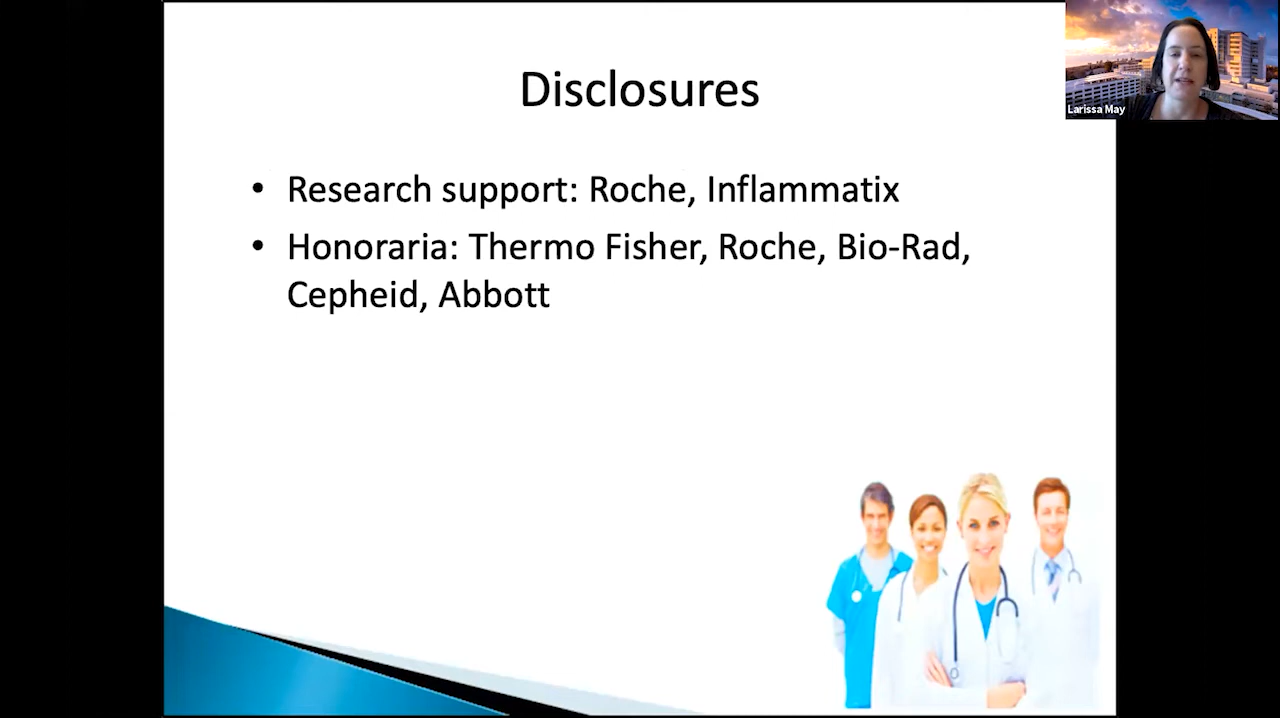 Disclosures
Larissa May
• Research support: Roche, Inflammatix
• Honoraria: Thermo Fisher, Roche, Bio-Rad,
Cepheid, Abbott